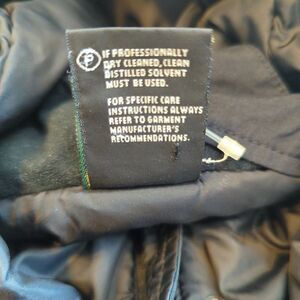 P
IF PROFESSIONALLY
DRY CLEANED, CLEAN
DISTILLED SOLVENT
MUST BE USED.
FOR SPECIFIC CARE
INSTRUCTIONS ALWAYS
REFER TO GARMENT
MANUFACTURER'S
RECOMMENDATIONS.